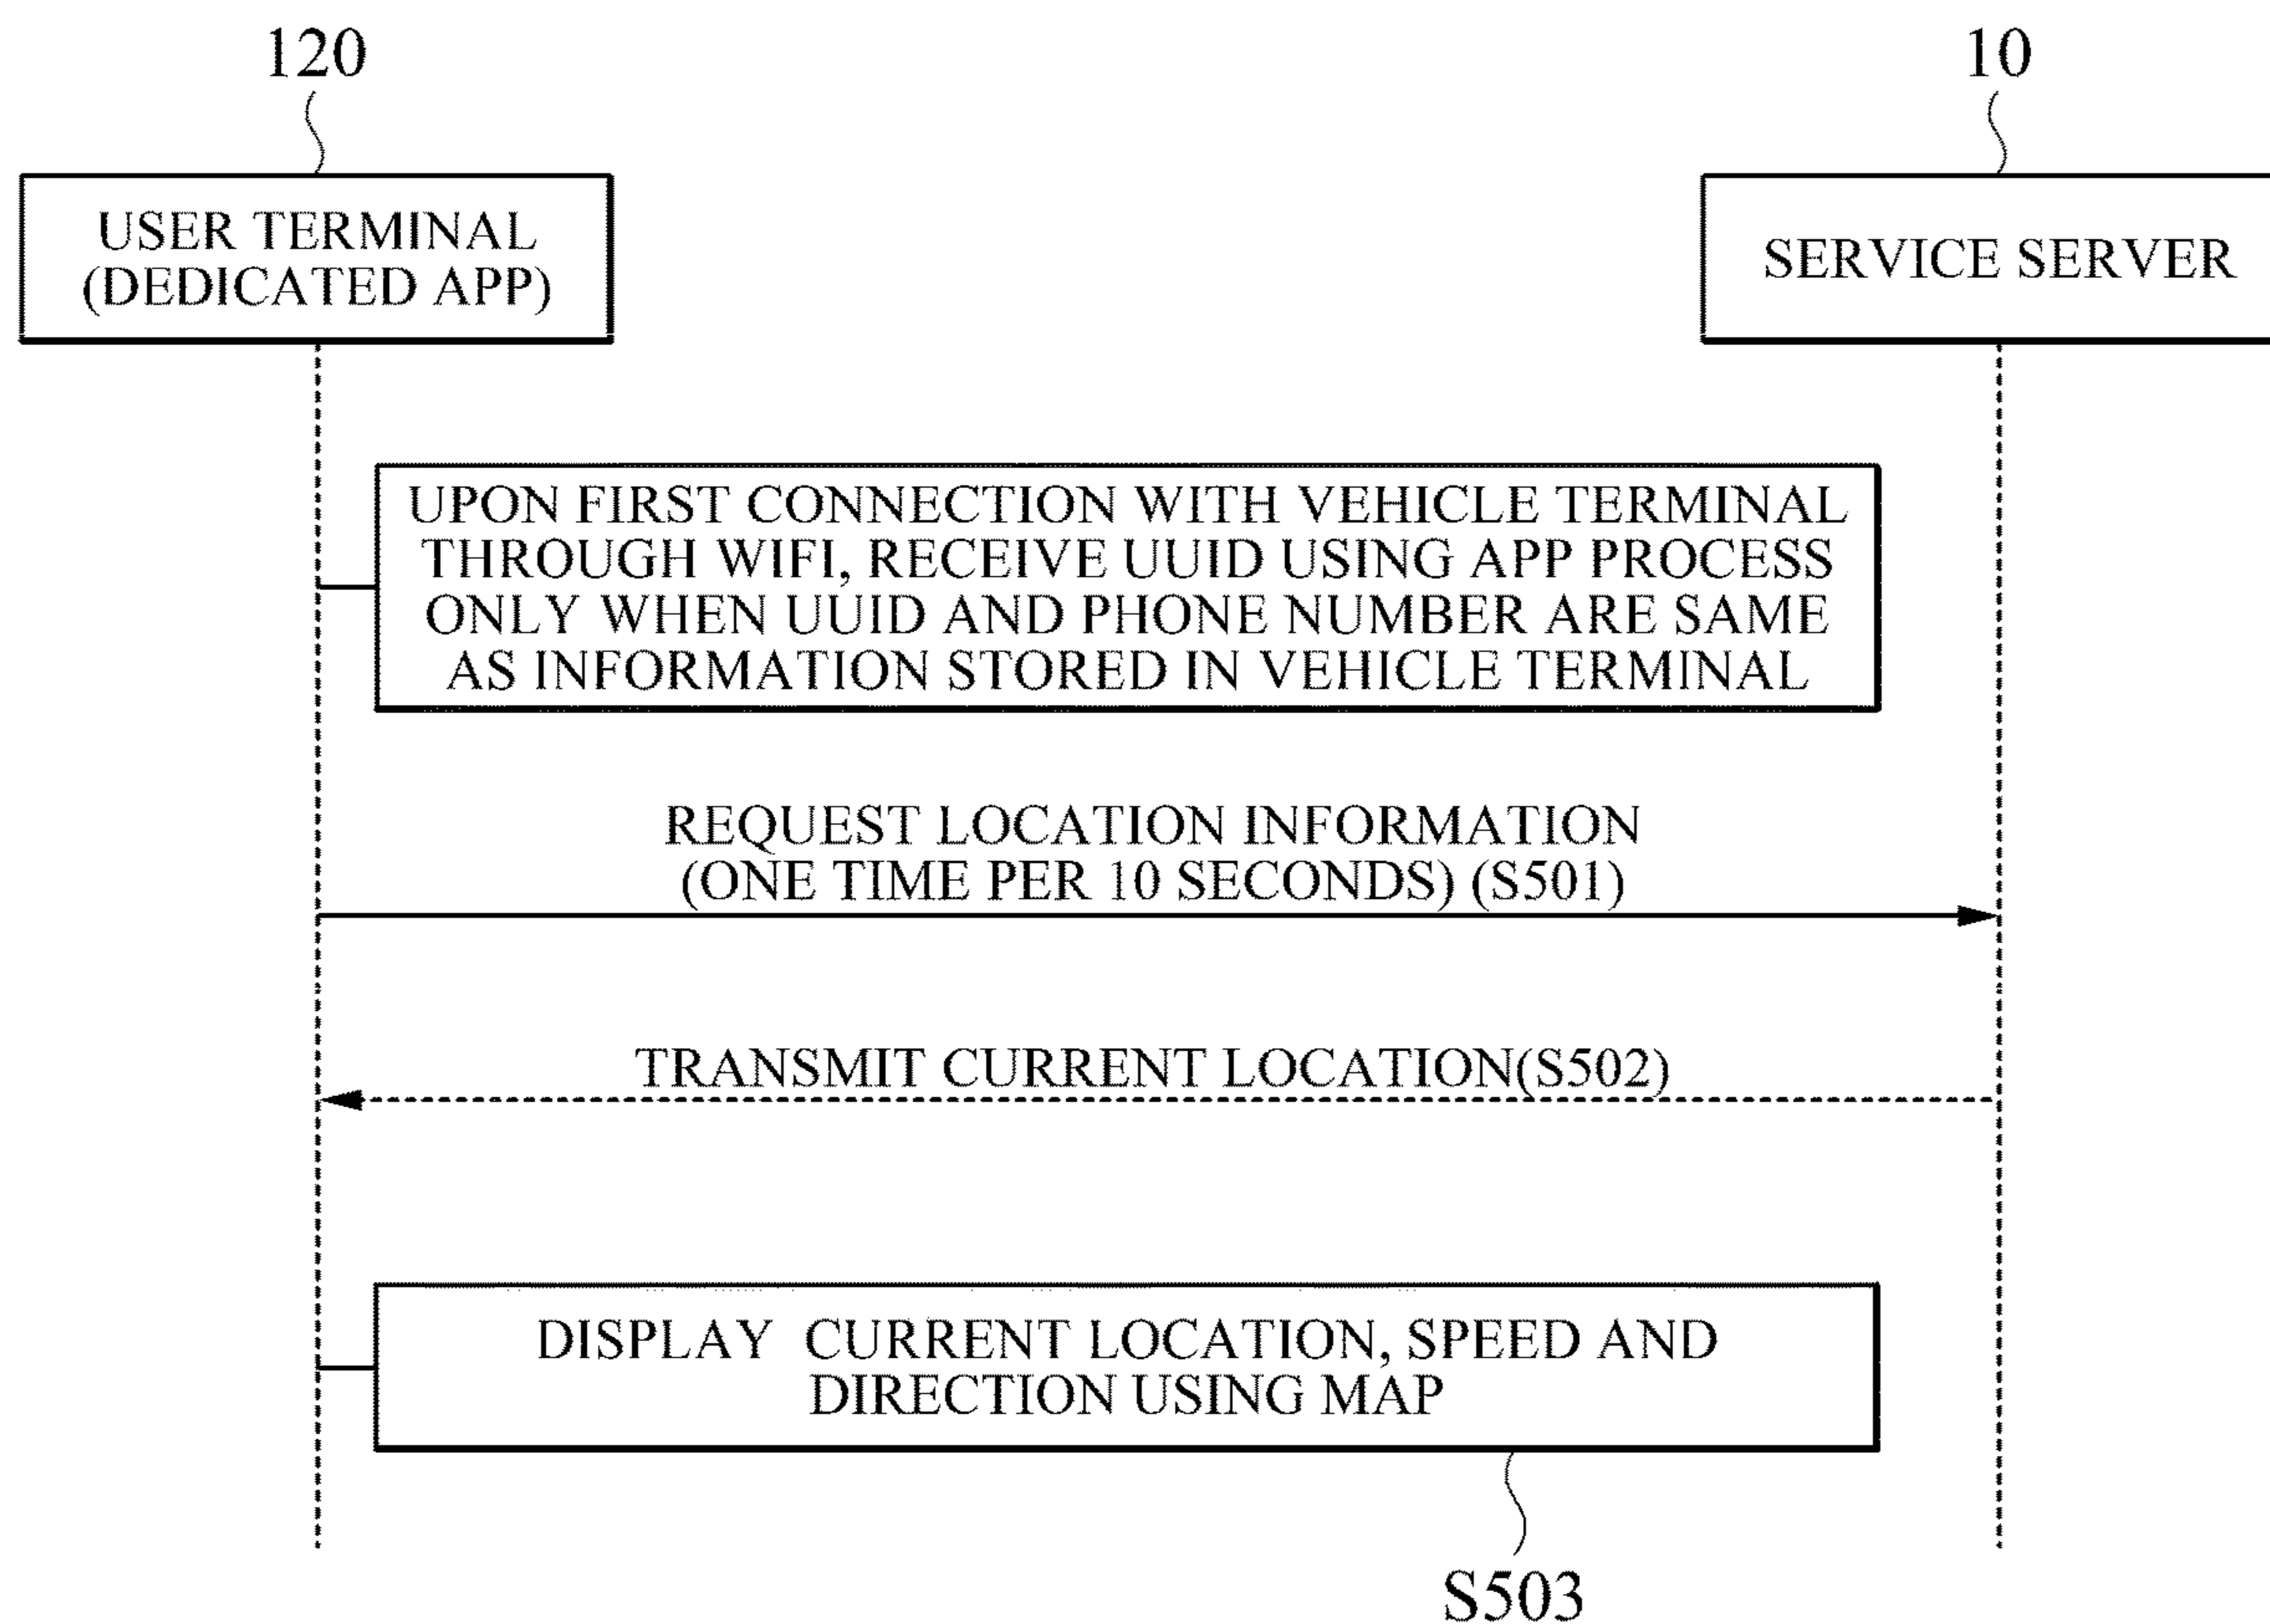 120
10
USER TERMINAL
(DEDICATED APP)
SERVICE SERVER
UPON FIRST CONNECTION WITH VEHICLE TERMINAL
THROUGH WIFI, RECEIVE UUID USING APP PROCESS
ONLY WHEN UUID AND PHONE NUMBER ARE SAME
AS INFORMATION STORED IN VEHICLE TERMINAL
REQUEST LOCATION INFORMATION
(ONE TIME PER 10 SECONDS) (S501)
TRANSMIT CURRENT LOCATION(S502)
DISPLAY CURRENT LOCATION, SPEED AND
DIRECTION USING MAP
S503